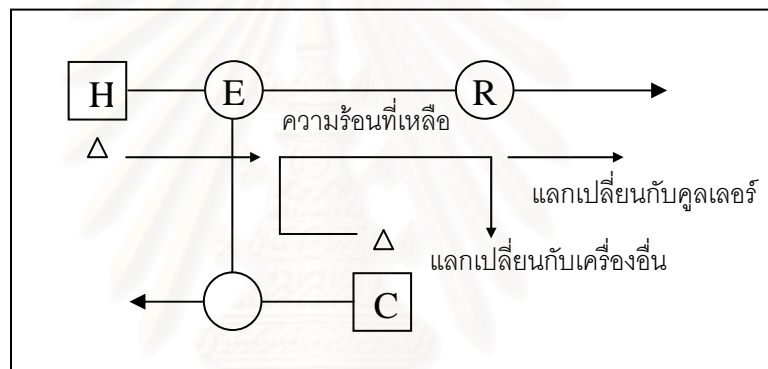 H E R
ความร้อนที่เหลือ
Δ
แลกเปลี่ยนกับคูลเลอร์
Δ
แลกเปลี่ยนกับเครื่องอื่น
C